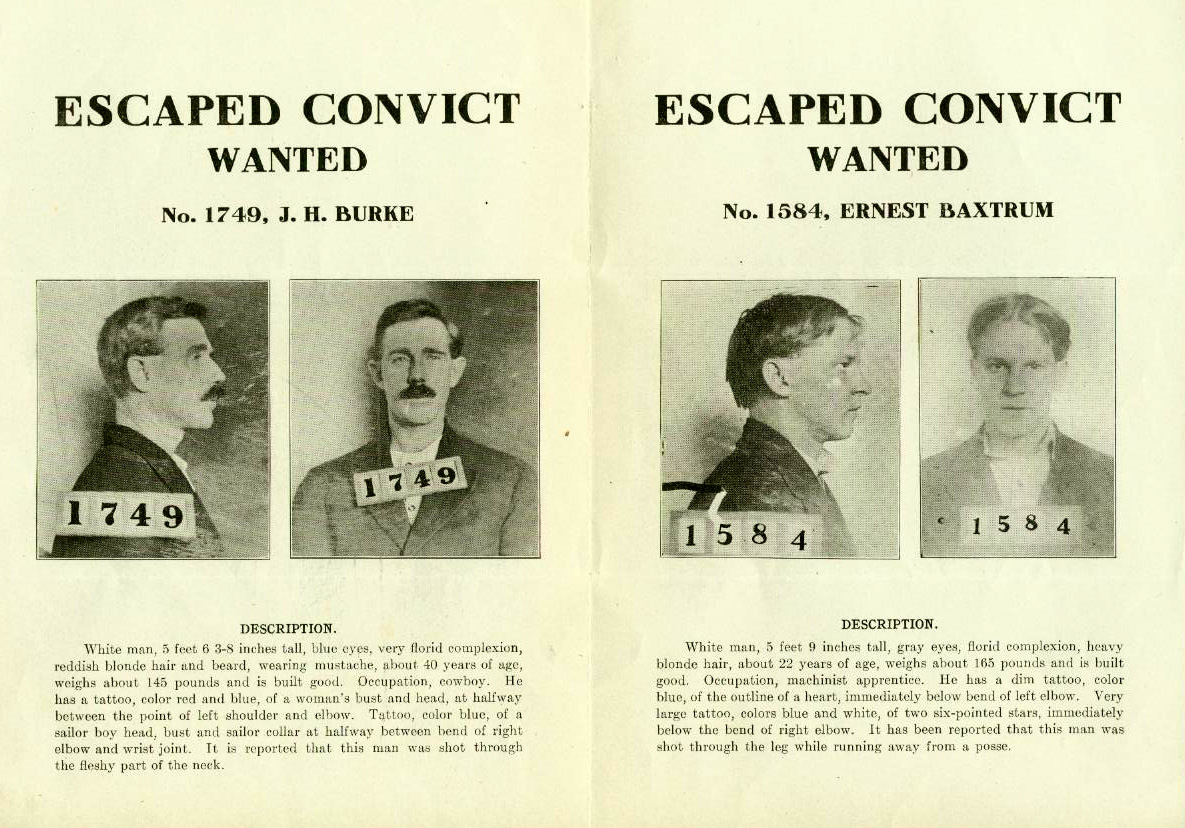 ESCAPED CONVICT
WANTED
No. 1749, J. H. BURKE
1749
1749
DESCRIPTION.
White man, 5 feet 6 3-8 inches tall, blue eyes, very florid complexion,
reddish blonde hair and beard, wearing mustache, about 40 years of age,
weighs about 145 pounds and is built good. Occupation, cowboy. He
has a tattoo, color red and blue, of a woman's bust and head, at halfway
between the point of left shoulder and elbow. Tattoo, color blue, of a
sailor boy head, bust and sailor collar at halfway between bend of right
elbow and wrist joint. It is reported that this man was shot through
the fleshy part of the neck.
ESCAPED CONVICT
WANTED
No. 1584, ERNEST BAXTRUM
1584
1584
DESCRIPTION.
White man, 5 feet 9 inches tall, gray eyes, florid complexion, heavy
blonde hair, about 22 years of age, weighs about 165 pounds and is built
good. Occupation, machinist apprentice. He has a dim tattoo, color
blue, of the outline of a heart, immediately below bend of left elbow. Very
large tattoo, colors blue and white, of two six-pointed stars, immediately
below the bend of right elbow. It has been reported that this man was
shot through the leg while running away from a posse.